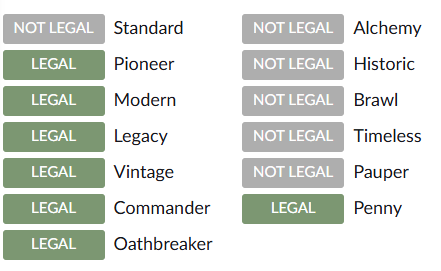 NOT LEGAL Standard NOT LEGAL Alchemy
LEGAL Pioneer NOT LEGAL Historic
LEGAL Modern NOT LEGAL Brawl
LEGAL Legacy NOT LEGAL Timeless
LEGAL Vintage NOT LEGAL Pauper
LEGAL Commander LEGAL Penny
LEGAL Oathbreaker